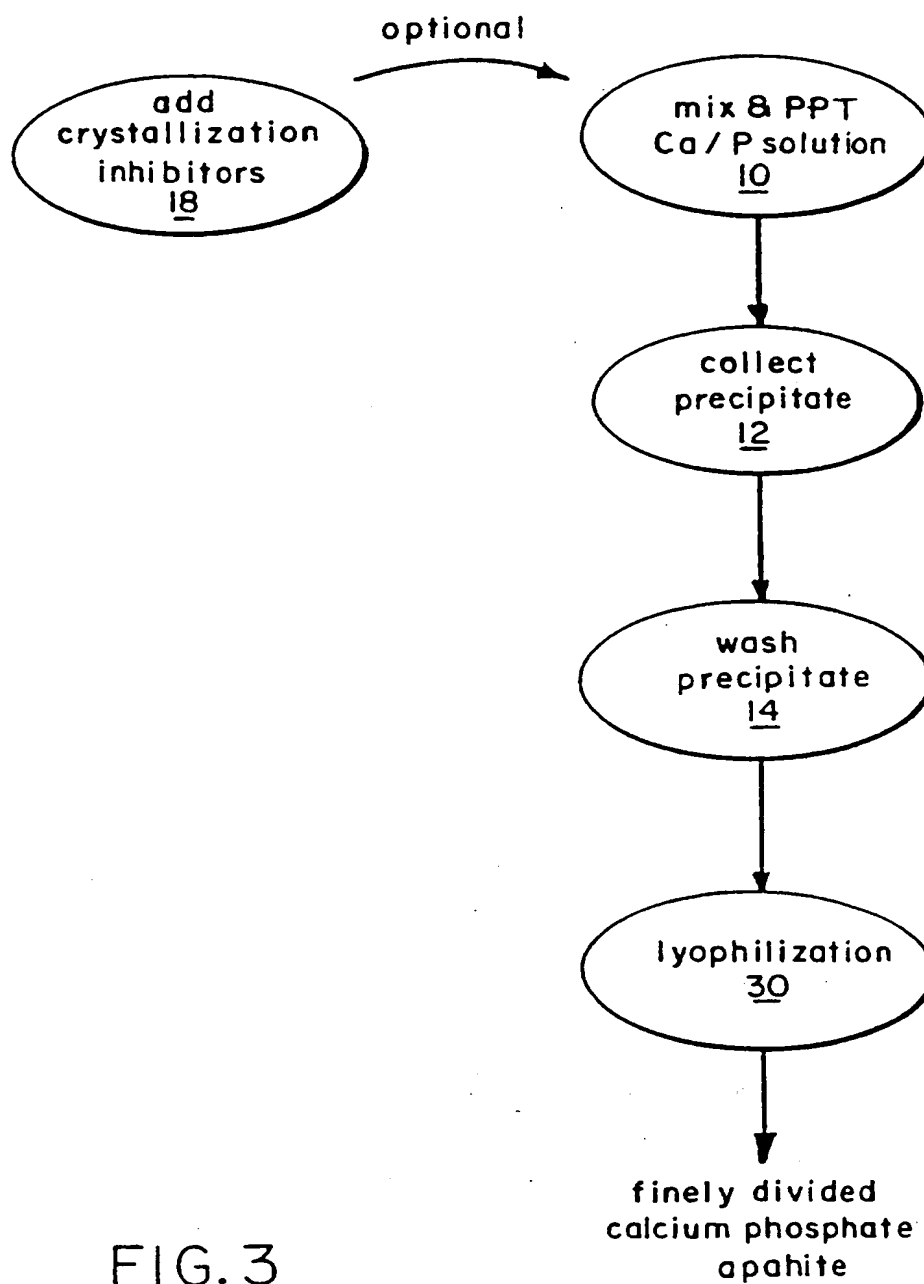 optional
add
crystallization
inhibitors
18
mix & PPT
Ca / P solution
10
collect
precipitate
12
wash
precipitate
14
lyophilization
30
finely divided
calcium phosphate
apahite
FIG. 3